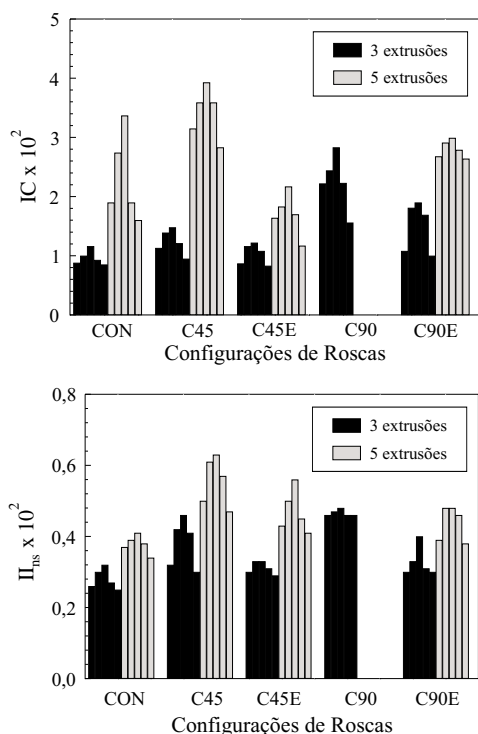 5
4
3
2
1
0
IC x 10²
3 extrusões
5 extrusões
CON C45 C45E C90 C90E
Configurações de Roscas
0,8
0,6
0,4
0,2
0,0
II_ns x 10²
3 extrusões
5 extrusões
CON C45 C45E C90 C90E
Configurações de Roscas